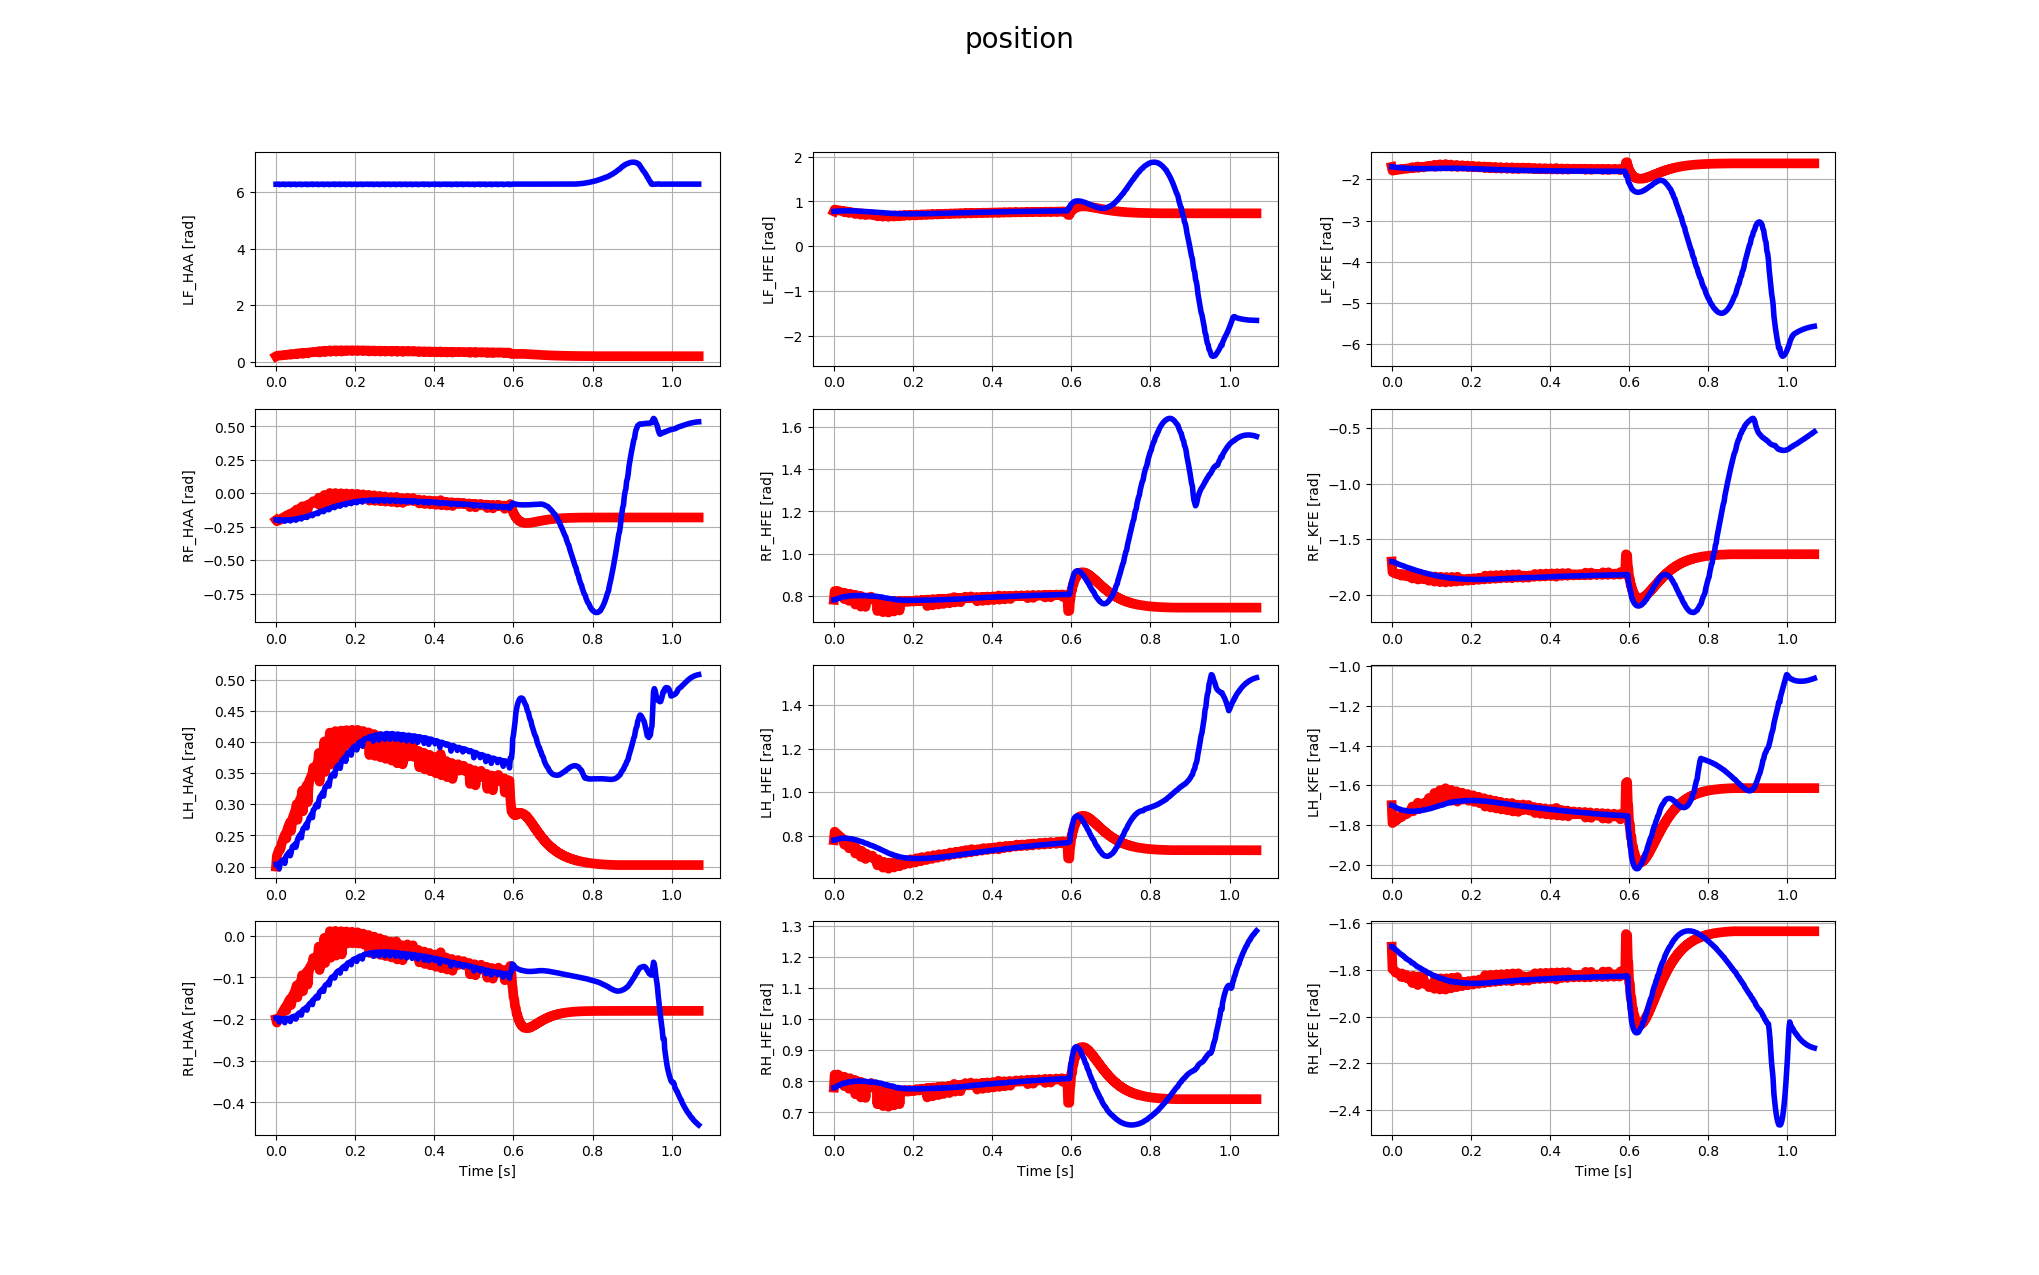 position
LF_HAA [rad]
6
4
2
0
0.0 0.2 0.4 0.6 0.8 1.0
LF_HFE [rad]
2
1
0
−1
−2
0.0 0.2 0.4 0.6 0.8 1.0
LF_KFE [rad]
−2
−3
−4
−5
−6
0.0 0.2 0.4 0.6 0.8 1.0
RF_HAA [rad]
0.50
0.25
0.00
−0.25
−0.50
−0.75
0.0 0.2 0.4 0.6 0.8 1.0
RF_HFE [rad]
1.6
1.4
1.2
1.0
0.8
0.0 0.2 0.4 0.6 0.8 1.0
RF_KFE [rad]
−0.5
−1.0
−1.5
−2.0
0.0 0.2 0.4 0.6 0.8 1.0
LH_HAA [rad]
0.50
0.45
0.40
0.35
0.30
0.25
0.20
0.0 0.2 0.4 0.6 0.8 1.0
LH_HFE [rad]
1.4
1.2
1.0
0.8
0.0 0.2 0.4 0.6 0.8 1.0
LH_KFE [rad]
−1.0
−1.2
−1.4
−1.6
−1.8
−2.0
0.0 0.2 0.4 0.6 0.8 1.0
RH_HAA [rad]
0.0
−0.1
−0.2
−0.3
−0.4
0.0 0.2 0.4 0.6 0.8 1.0
Time [s]
RH_HFE [rad]
1.3
1.2
1.1
1.0
0.9
0.8
0.7
0.0 0.2 0.4 0.6 0.8 1.0
Time [s]
RH_KFE [rad]
−1.6
−1.8
−2.0
−2.2
−2.4
0.0 0.2 0.4 0.6 0.8 1.0
Time [s]